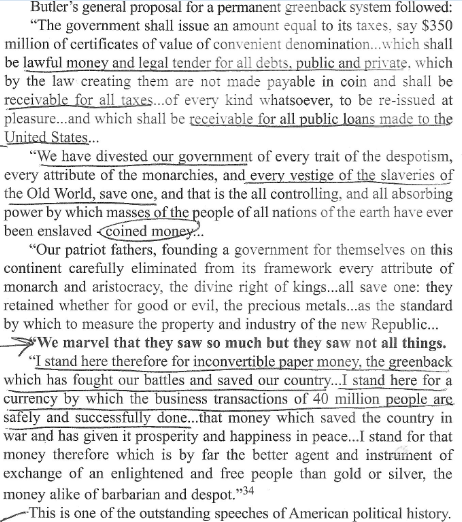 Butler's general proposal for a permanent greenback system followed:
"The government shall issue an amount equal to its taxes, say $350
million of certificates of value of convenient denomination...which shall
be lawful money and legal tender for all debts, public and private, which
by the law creating them are not made payable in coin and shall be
receivable for all taxes...of every kind whatsoever, to be re-issued at
pleasure...and which shall be receivable for all public loans made to the
United States...
"We have divested our government of every trait of the despotism,
every attribute of the monarchies, and every vestige of the slaveries of
the Old World, save one, and that is the all controlling, and all absorbing
power by which masses of the people of all nations of the earth have ever
been enslaved -coined money...
"Our patriot fathers, founding a government for themselves on this
continent carefully eliminated from its framework every attribute of
monarch and aristocracy, the divine right of kings...all save one: they
retained whether for good or evil, the precious metals...as the standard
by which to measure the property and industry of the new Republic...
"We marvel that they saw so much but they saw not all things.
"I stand here therefore for inconvertible paper money, the greenback
which has fought our battles and saved our country...I stand here for a
currency by which the business transactions of 40 million people are
safely and successfully done...that money which saved the country in
war and has given it prosperity and happiness in peace...I stand for that
money therefore which is by far the better agent and instrument of
exchange of an enlightened and free people than gold or silver, the
money alike of barbarian and despot."34
This is one of the outstanding speeches of American political history.